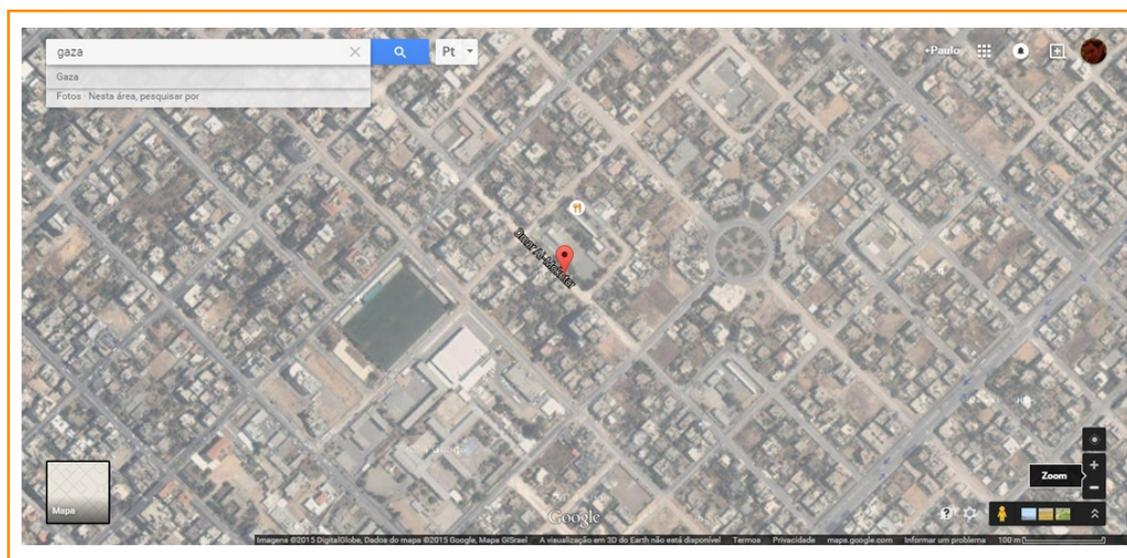 gaza
Pt
+Paulo
Gaza
Fotos · Nesta área, pesquisar por
Omar Al-Mokhtar
Zoom
Mapa
Google
Imagens ©2015 DigitalGlobe, Dados do mapa ©2015 Google, Mapa GISrael A visualização em 3D do Earth não está disponível Termos Privacidade maps.google.com Informar um problema 100 m